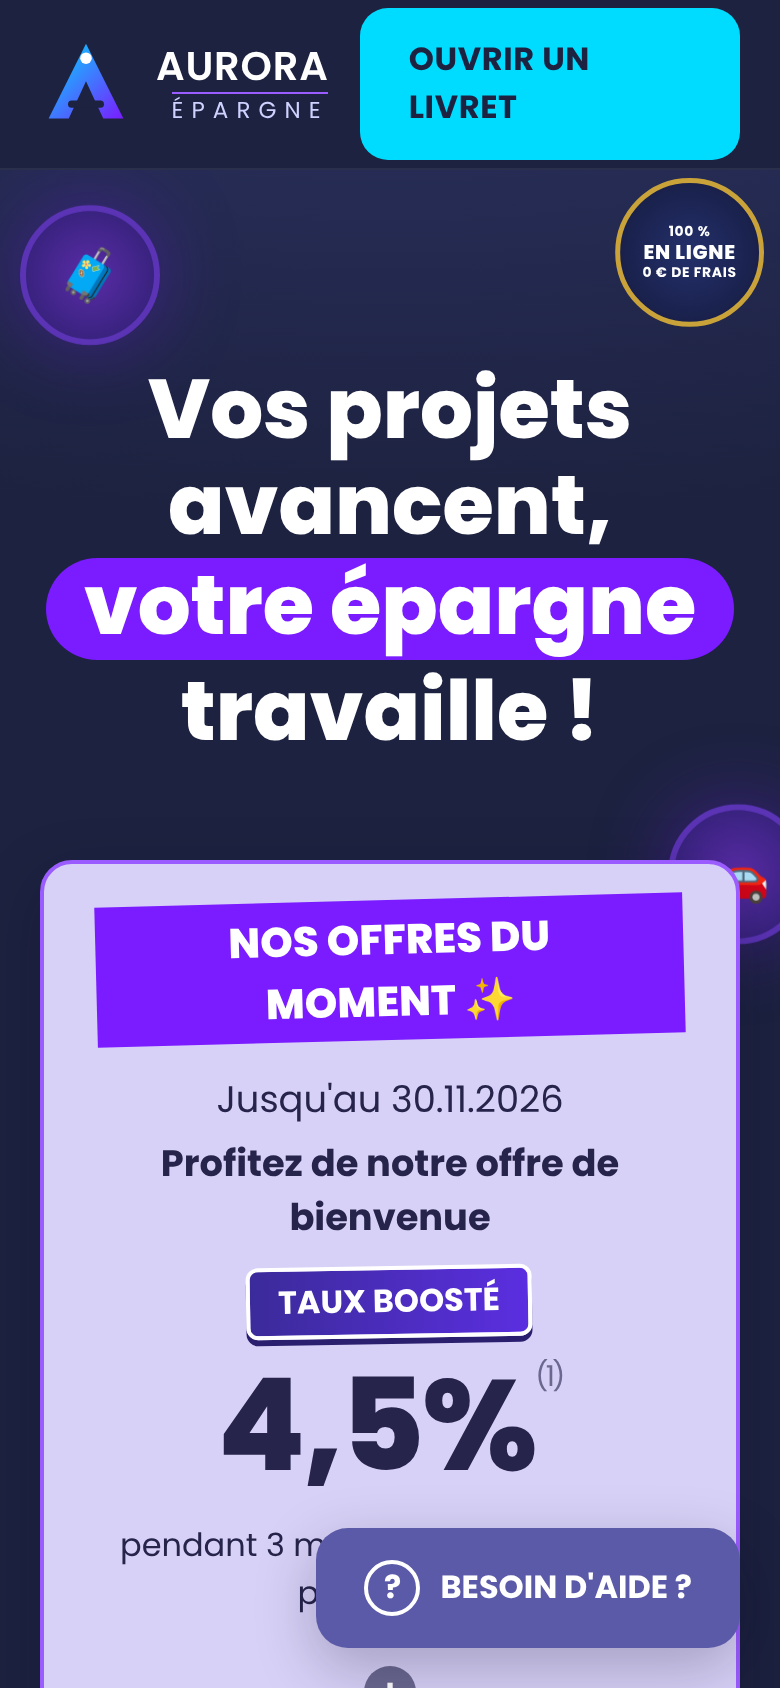 AURORA
ÉPARGNE
OUVRIR UN
LIVRET
100 %
EN LIGNE
0 € DE FRAIS
Vos projets
avancent,
votre épargne
travaille !
NOS OFFRES DU
MOMENT ✨
Jusqu'au 30.11.2026
Profitez de notre offre de
bienvenue
TAUX BOOSTÉ
4,5% (1)
pendant 3
? BESOIN D'AIDE ?